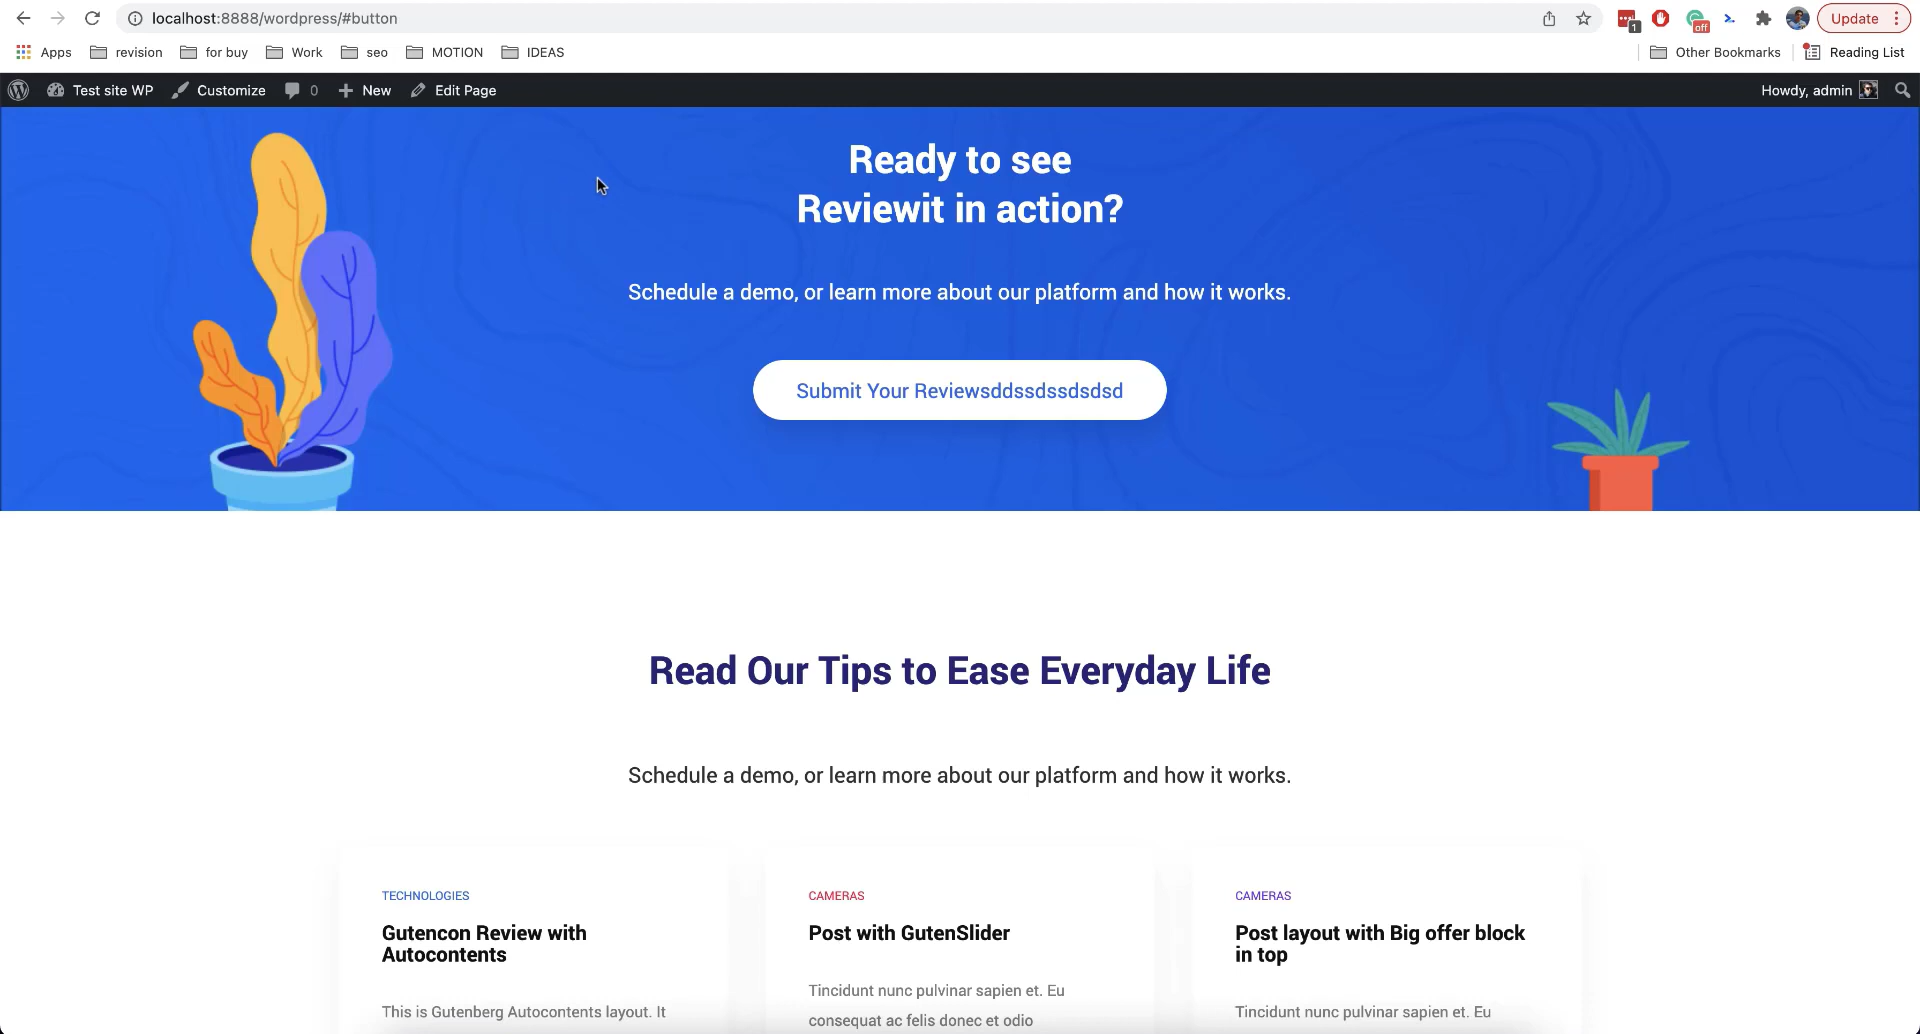 localhost:8888/wordpress/#button
1
off
Update
Apps revision for buy Work seo MOTION IDEAS Other Bookmarks Reading List
Test site WP Customize 0 New Edit Page Howdy, admin
Ready to see
Reviewit in action?
Schedule a demo, or learn more about our platform and how it works.
Submit Your Reviewsddssdssdsdsd
Read Our Tips to Ease Everyday Life
Schedule a demo, or learn more about our platform and how it works.
TECHNOLOGIES
Gutencon Review with
Autocontents
This is Gutenberg Autocontents layout. It
CAMERAS
Post with GutenSlider
Tincidunt nunc pulvinar sapien et. Eu
consequat ac felis donec et odio
CAMERAS
Post layout with Big offer block
in top
Tincidunt nunc pulvinar sapien et. Eu